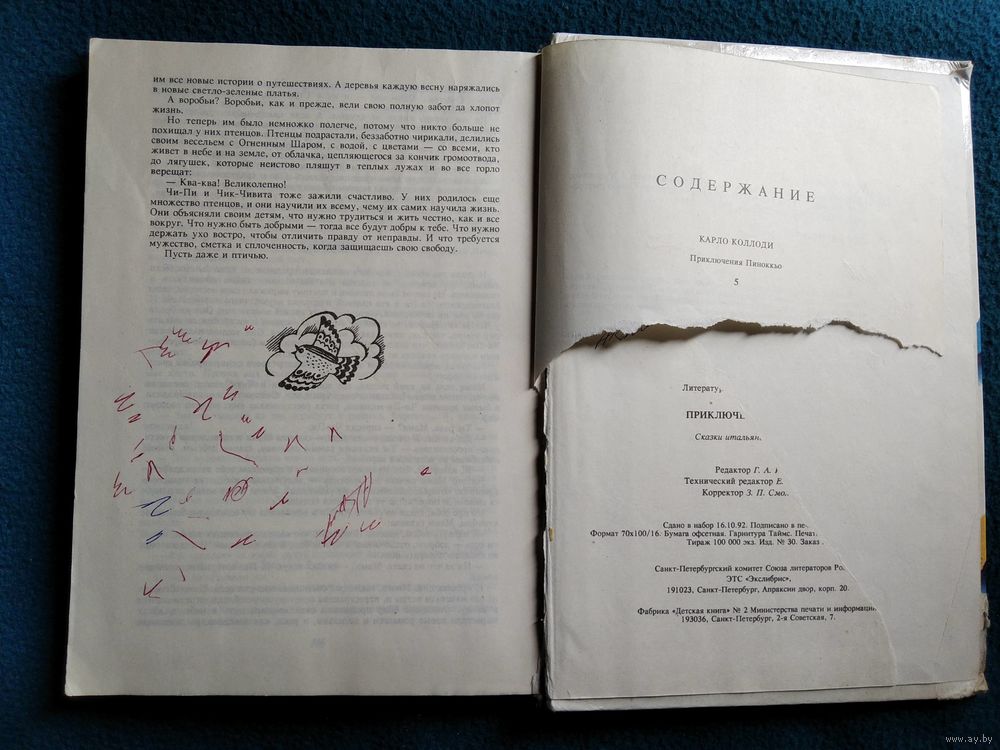 им все новые истории о путешествиях. А деревья каждую весну наряжались
в новые светло-зеленые платья.
А воробьи? Воробьи, как и прежде, вели свою полную забот да хлопот
жизнь.
Но теперь им было немножко полегче, потому что никто больше не
похищал у них птенцов. Птенцы подрастали, беззаботно чирикали, делились
своим весельем с Огненным Шаром, с водой, с цветами — со всеми, кто
живет в небе и на земле, от облачка, цепляющегося за кончик громоотвода,
до лягушек, которые неистово пляшут в теплых лужах и во все горло
верещат:
— Ква-ква! Великолепно!
Чи-Пи и Чик-Чивита тоже зажили счастливо. У них родилось еще
множество птенцов, и они научили их всему, чему их самих научила жизнь.
Они объясняли своим детям, что нужно трудиться и жить честно, как и все
вокруг. Что нужно быть добрыми — тогда все будут добры к тебе. Что нужно
держать ухо востро, чтобы отличить правду от неправды. И что требуется
мужество, сметка и сплоченность, когда защищаешь свою свободу.
Пусть даже и птичью.
СОДЕРЖАНИЕ
КАРЛО КОЛЛОДИ
Приключения Пиноккьо
5
Литерату
ПРИКЛЮЧ
Сказки итальян
Редактор Г. А.
Технический редактор Е.
Корректор З. П. Смо
Сдано в набор 16.10.92. Подписано в пе
Формат 70x100/16. Бумага офсетная. Гарнитура Таймс. Печат
Тираж 100 000 экз. Изд. № 30. Заказ
Санкт-Петербургский комитет Союза литераторов Ро
ЭТС «Экслибрис»,
191023, Санкт-Петербург, Апраксин двор, корп. 20.
Фабрика «Детская книга» № 2 Министерства печати и информации
193036, Санкт-Петербург, 2-я Советская, 7.
www.ay.by